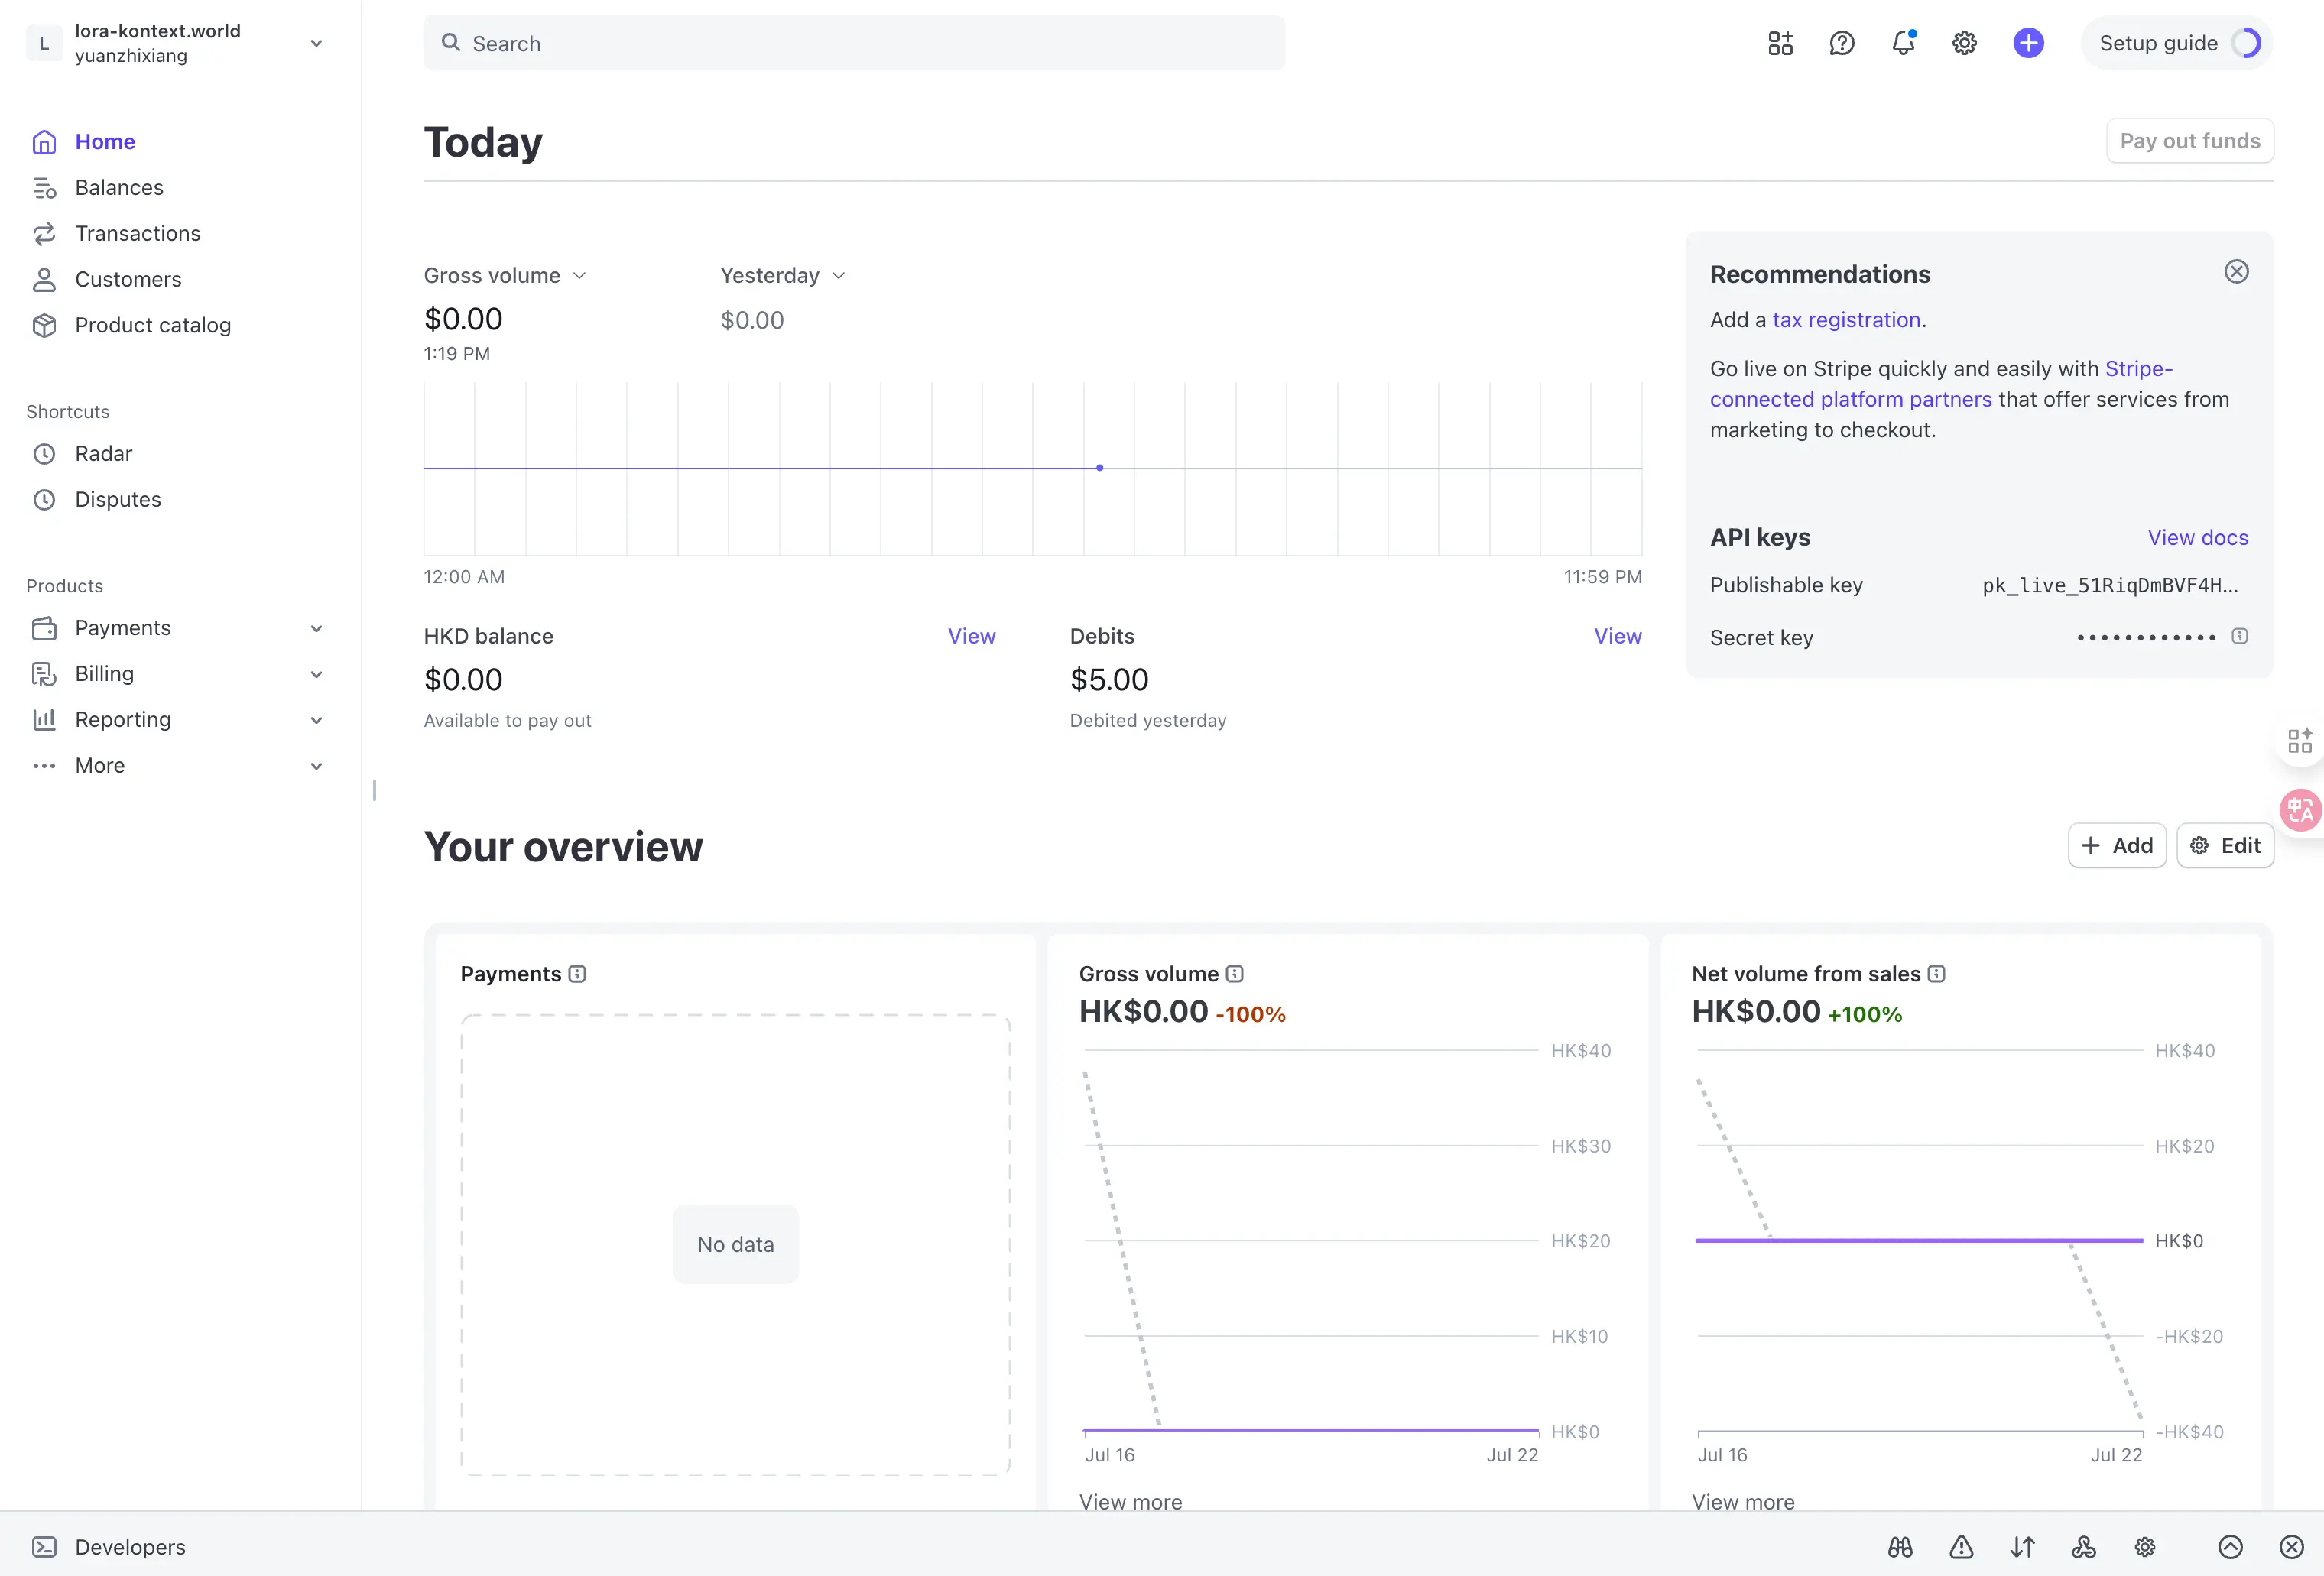 L
lora-kontext.world
yuanzhixiang
Search
Setup guide
Home
Balances
Transactions
Customers
Product catalog
Shortcuts
Radar
Disputes
Products
Payments
Billing
Reporting
More
Today
Pay out funds
Gross volume
$0.00
1:19 PM
Yesterday
$0.00
12:00 AM
11:59 PM
HKD balance
View
$0.00
Available to pay out
Debits
View
$5.00
Debited yesterday
Recommendations
Add a tax registration.
Go live on Stripe quickly and easily with Stripe-
connected platform partners that offer services from
marketing to checkout.
API keys
View docs
Publishable key
pk_live_51RiqDmBVF4H...
Secret key
••••••••••••
中 A
Your overview
Add
Edit
Payments
No data
Gross volume
HK$0.00 -100%
HK$40
HK$30
HK$20
HK$10
HK$0
Jul 16
Jul 22
View more
Net volume from sales
HK$0.00 +100%
HK$40
HK$20
HK$0
-HK$20
-HK$40
Jul 16
Jul 22
View more
Developers